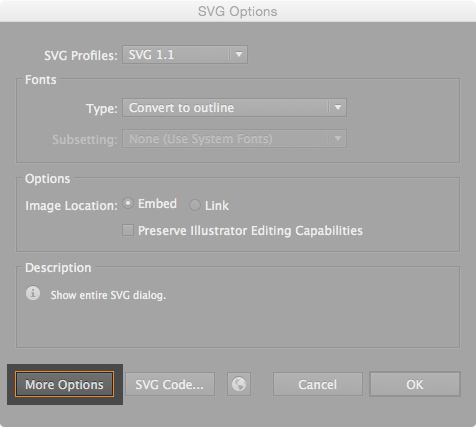 SVG Options
SVG Profiles: SVG 1.1
Fonts
Type: Convert to outline
Subsetting: None (Use System Fonts)
Options
Image Location: Embed Link
Preserve Illustrator Editing Capabilities
Description
i Show entire SVG dialog.
More Options SVG Code... Cancel OK